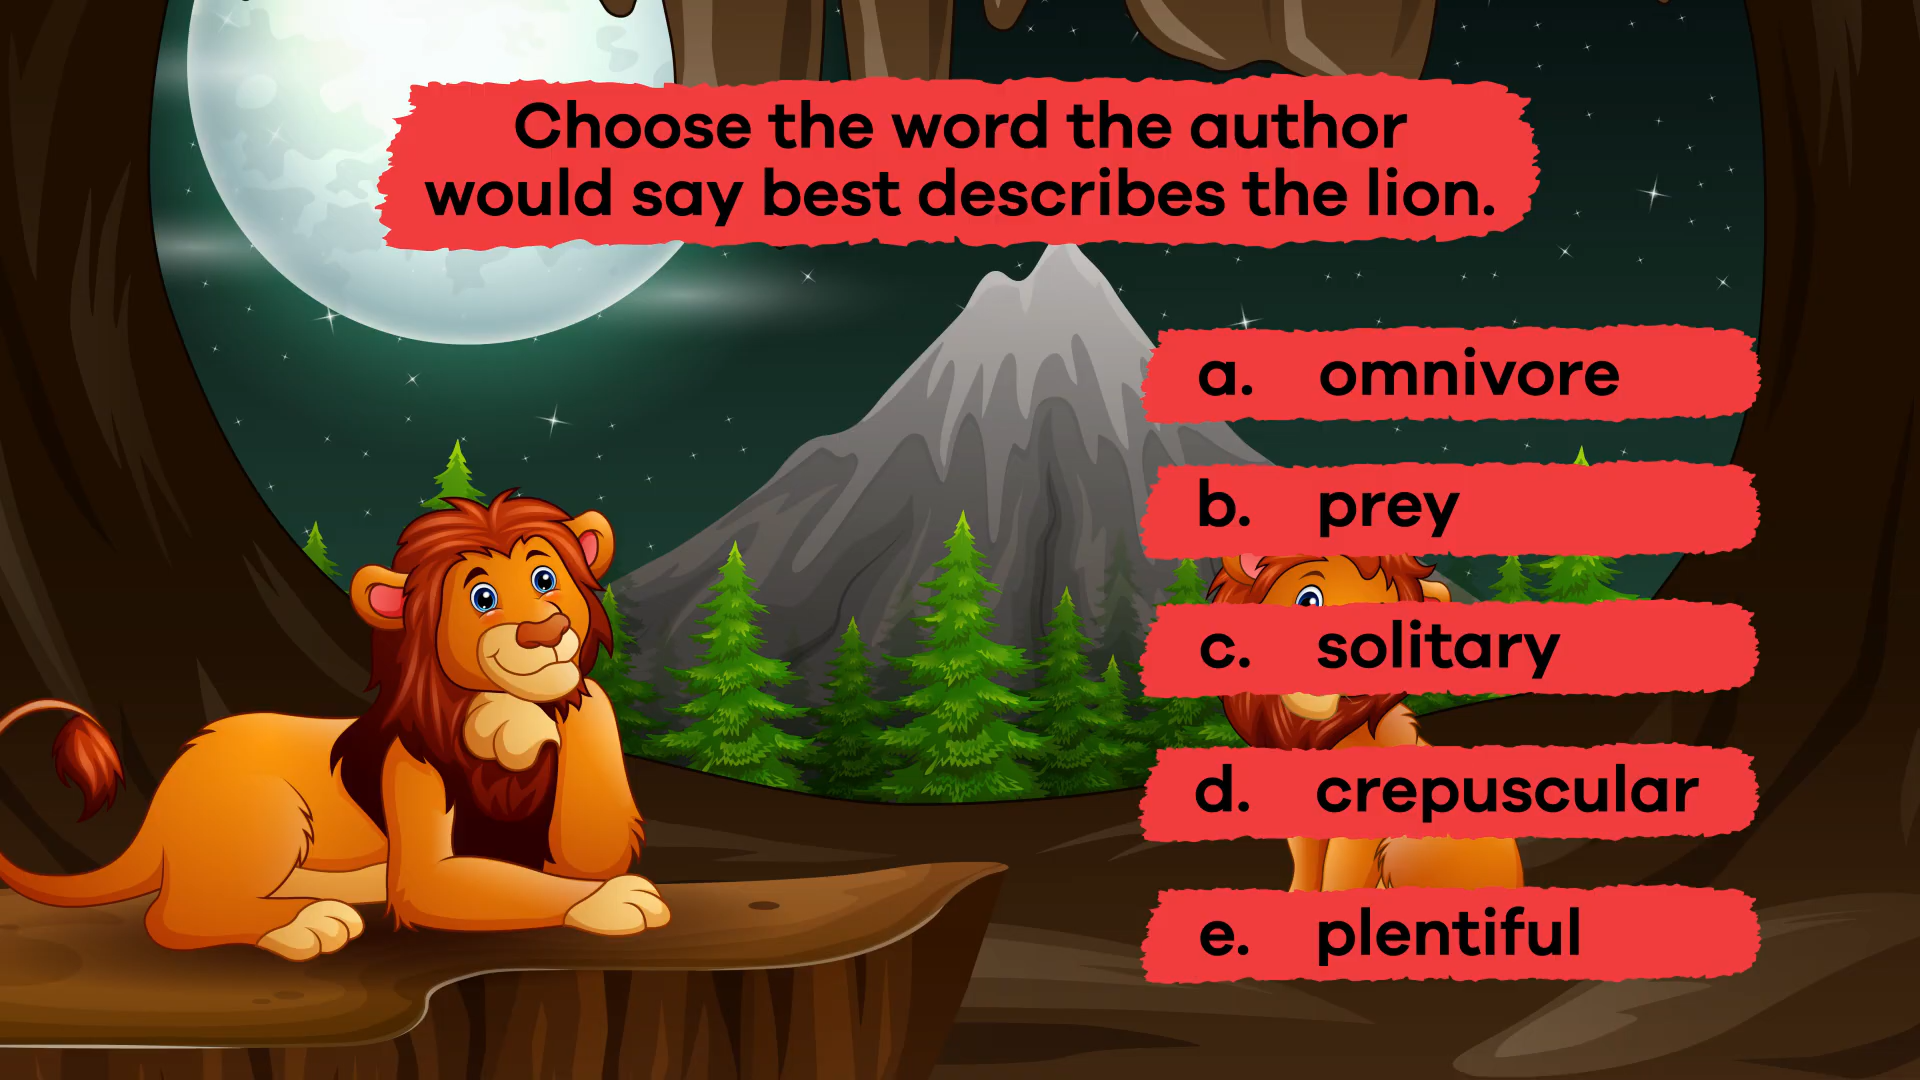 Choose the word the author
would say best describes the lion.
a. omnivore
b. prey
c. solitary
d. crepuscular
e. plentiful